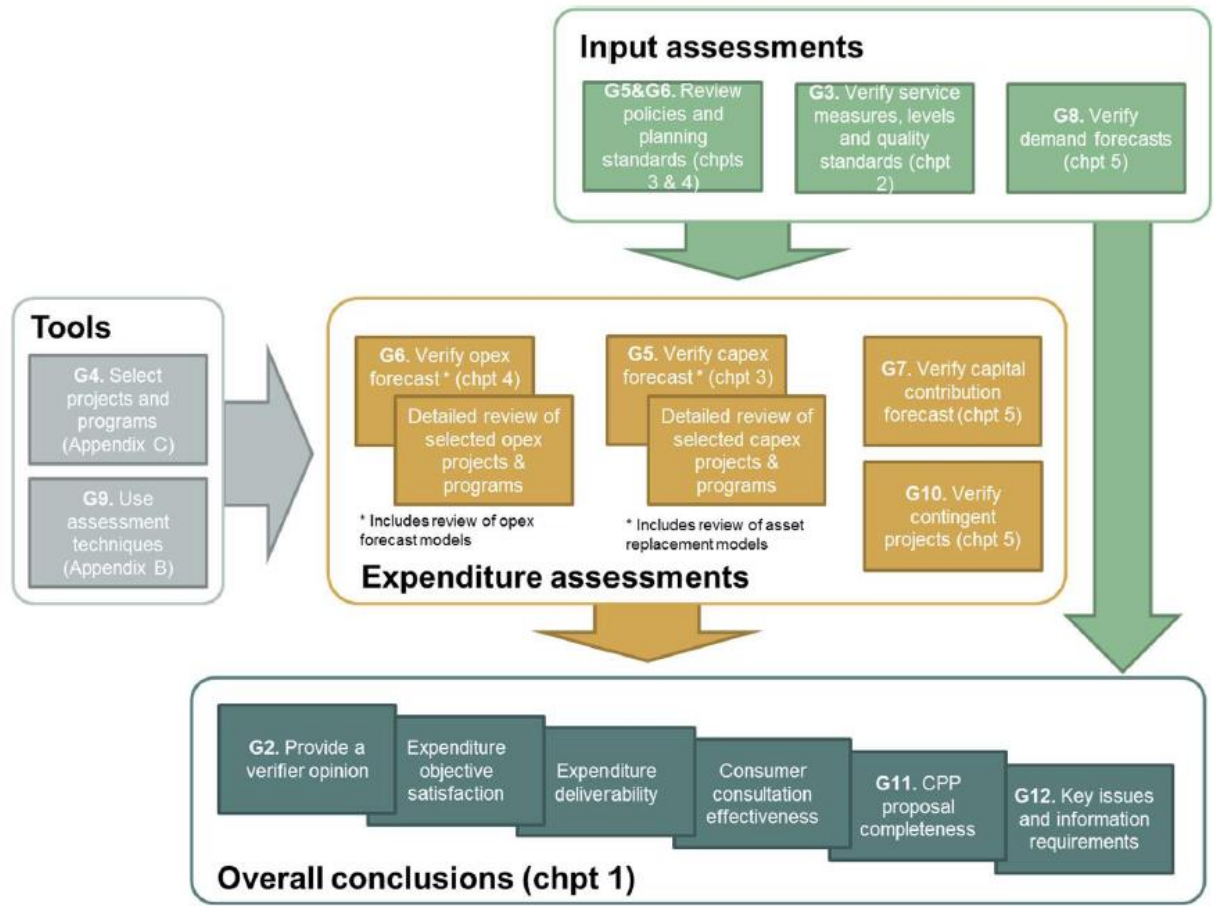 Input assessments
G5&G6. Review
policies and
planning
standards (chpts
3 & 4)
G3. Verify service
measures, levels
and quality
standards (chpt
2)
G8. Verify
demand forecasts
(chpt 5)
Tools
G4. Select
projects and
programs
(Appendix C)
G9. Use
assessment
techniques
(Appendix B)
G6. Verify opex
forecast * (chpt 4)
Detailed review of
selected opex
projects &
programs
* Includes review of opex
forecast models
G5. Verify capex
forecast * (chpt 3)
Detailed review of
selected capex
projects &
programs
* Includes review of asset
replacement models
G7. Verify capital
contribution
forecast (chpt 5)
G10. Verify
contingent
projects (chpt 5)
Expenditure assessments
G2. Provide a
verifier opinion
Expenditure
objective
satisfaction
Expenditure
deliverability
Consumer
consultation
effectiveness
G11. CPP
proposal
completeness
G12. Key issues
and information
requirements
Overall conclusions (chpt 1)